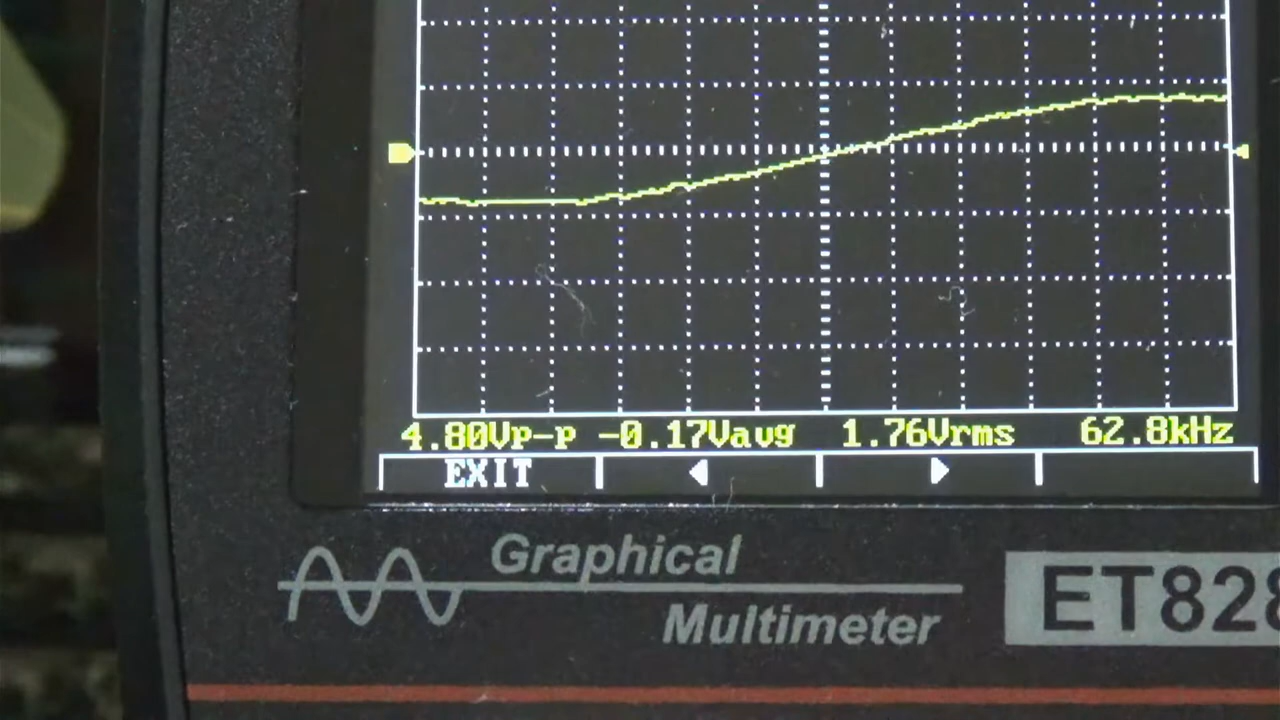 4.80Vp-p -0.17Vavg 1.76Vrms 62.8kHz
EXIT
Graphical
Multimeter
ET828